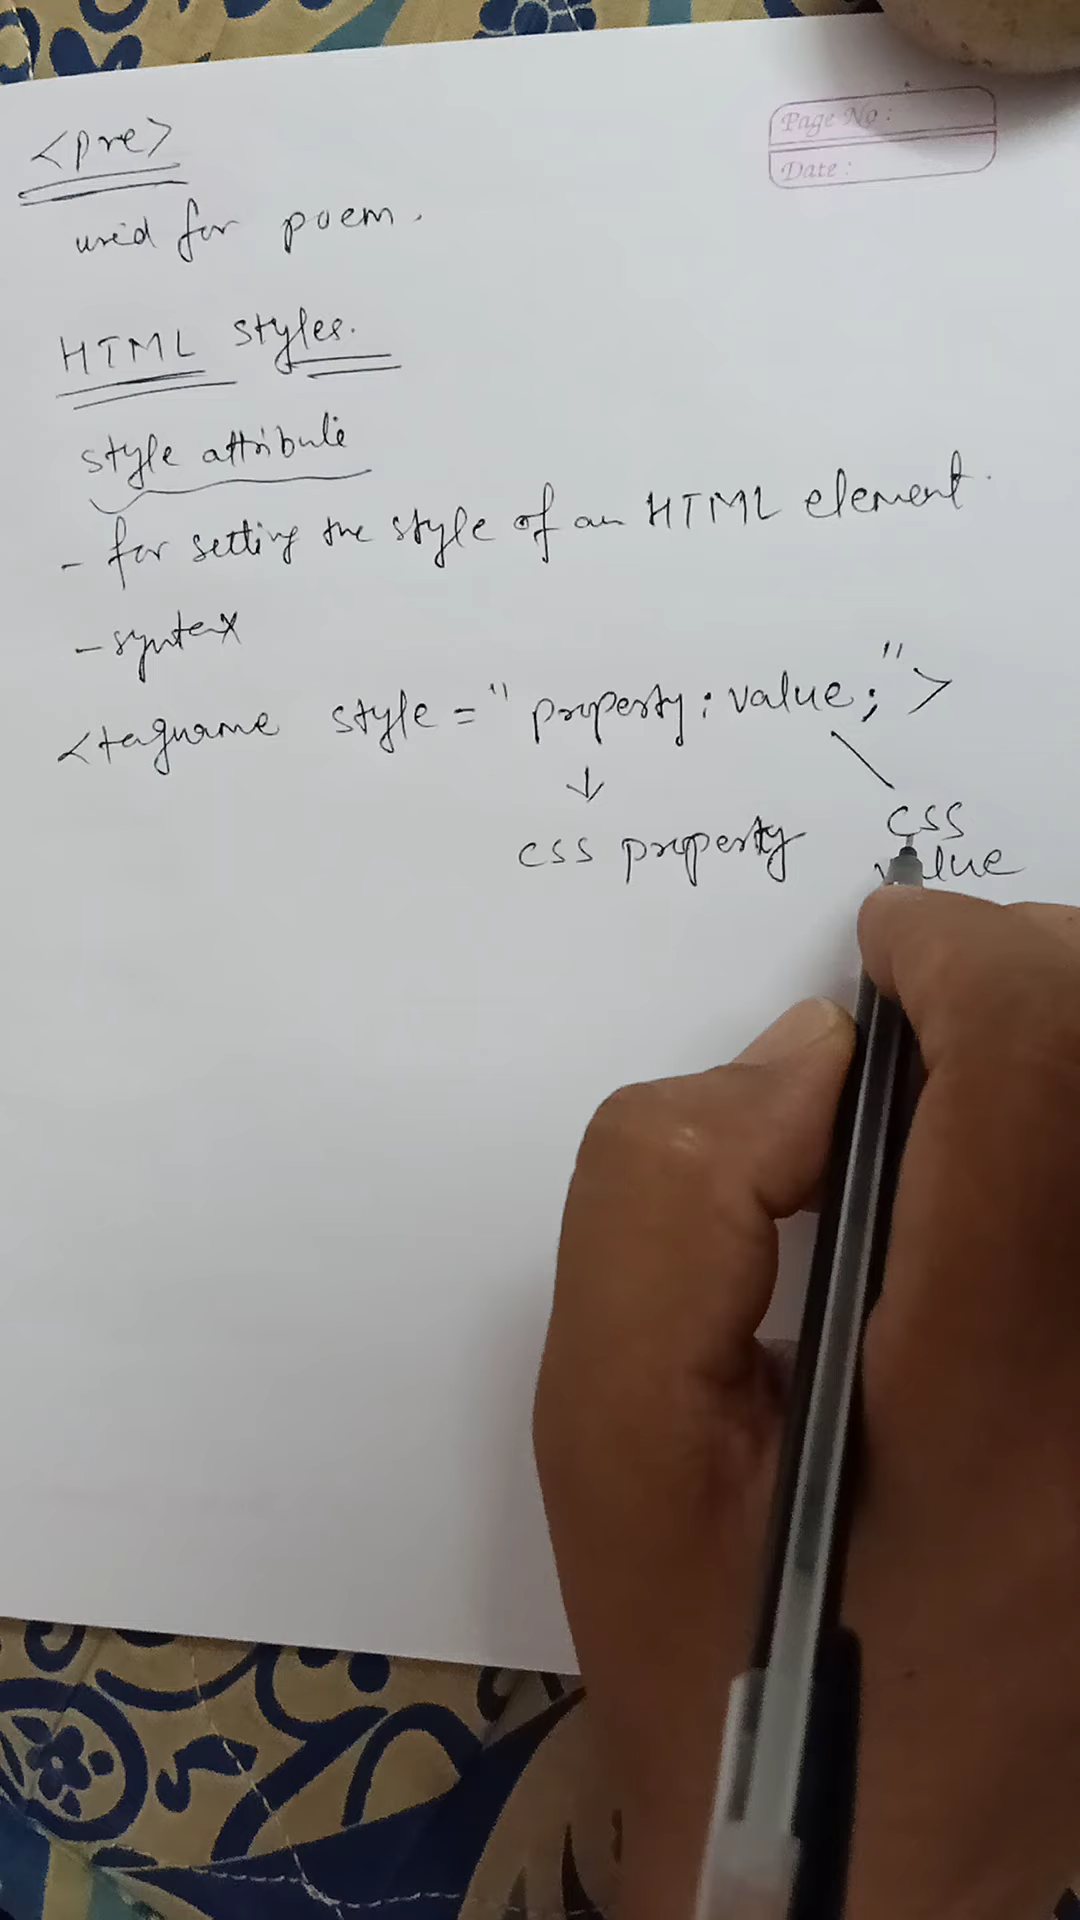 <pre>
Page No :
Date :
used for poem.
HTML styles.
style attribute
- for setting the style of an HTML element.
- syntax
<tagname style = "property : value ; ">
↓
css property
css
value